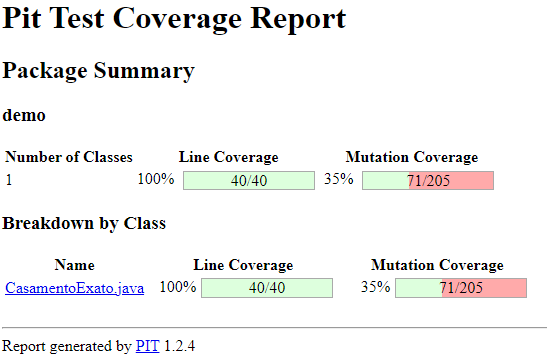 Pit Test Coverage Report
Package Summary
demo
Number of Classes Line Coverage Mutation Coverage
1 100% 40/40 35% 71/205
Breakdown by Class
Name Line Coverage Mutation Coverage
CasamentoExato.java 100% 40/40 35% 71/205
Report generated by PIT 1.2.4